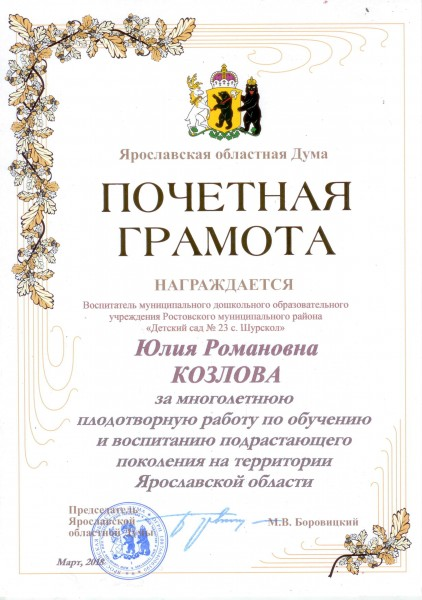 Ярославская областная Дума
ПОЧЕТНАЯ
ГРАМОТА
НАГРАЖДАЕТСЯ
Воспитатель муниципального дошкольного образовательного
учреждения Ростовского муниципального района
«Детский сад № 23 с. Шурскол»
Юлия Романовна
КОЗЛОВА
за многолетнюю
плодотворную работу по обучению
и воспитанию подрастающего
поколения на территории
Ярославской области
Председатель
Ярославской
областной Думы
М.В. Боровицкий
Март, 2018